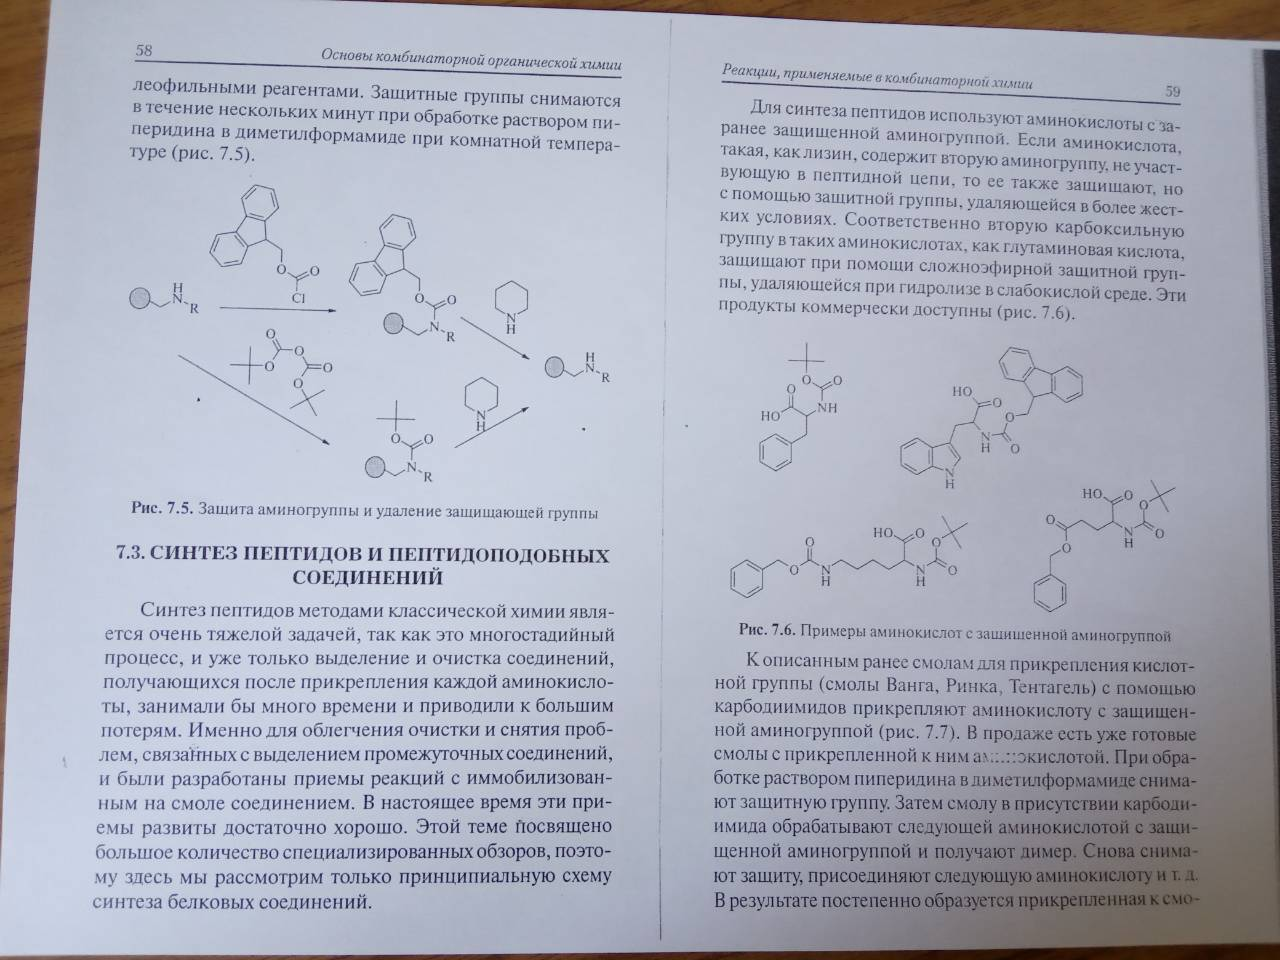 58
Основы комбинаторной органической химии
леофильными реагентами. Защитные группы снимаются
в течение нескольких минут при обработке раствором пи-
перидина в диметилформамиде при комнатной темпера-
туре (рис. 7.5).
O
O
Cl
H
N
R
O
O
N
R
N
H
O
O
O
O
O
H
N
R
N
H
O
O
N
R
Рис. 7.5. Защита аминогруппы и удаление защищающей группы
7.3. СИНТЕЗ ПЕПТИДОВ И ПЕПТИДОПОДОБНЫХ
СОЕДИНЕНИЙ
Синтез пептидов методами классической химии явля-
ется очень тяжелой задачей, так как это многостадийный
процесс, и уже только выделение и очистка соединений,
получающихся после прикрепления каждой аминокисло-
ты, занимали бы много времени и приводили к большим
потерям. Именно для облегчения очистки и снятия проб-
лем, связанных с выделением промежуточных соединений,
и были разработаны приемы реакций с иммобилизован-
ным на смоле соединением. В настоящее время эти при-
емы развиты достаточно хорошо. Этой теме посвящено
большое количество специализированных обзоров, поэто-
му здесь мы рассмотрим только принципиальную схему
синтеза белковых соединений.
Реакции, применяемые в комбинаторной химии
59
Для синтеза пептидов используют аминокислоты с за-
ранее защищенной аминогруппой. Если аминокислота,
такая, как лизин, содержит вторую аминогруппу, не участ-
вующую в пептидной цепи, то ее также защищают, но
с помощью защитной группы, удаляющейся в более жест-
ких условиях. Соответственно вторую карбоксильную
группу в таких аминокислотах, как глутаминовая кислота,
защищают при помощи сложноэфирной защитной груп-
пы, удаляющейся при гидролизе в слабокислой среде. Эти
продукты коммерчески доступны (рис. 7.6).
O
O
O
HO
NH
HO
O
O
N
H
O
N
H
O
O
N
H
HO
O
O
N
H
O
HO
O
O
O
O
N
H
O
Рис. 7.6. Примеры аминокислот с защищенной аминогруппой
К описанным ранее смолам для прикрепления кислот-
ной группы (смолы Ванга, Ринка, Тентагель) с помощью
карбодиимидов прикрепляют аминокислоту с защищен-
ной аминогруппой (рис. 7.7). В продаже есть уже готовые
смолы с прикрепленной к ним аминокислотой. При обра-
ботке раствором пиперидина в диметилформамиде снима-
ют защитную группу. Затем смолу в присутствии карбоди-
имида обрабатывают следующей аминокислотой с защи-
щенной аминогруппой и получают димер. Снова снима-
ют защиту, присоединяют следующую аминокислоту и т. д.
В результате постепенно образуется прикрепленная к смо-